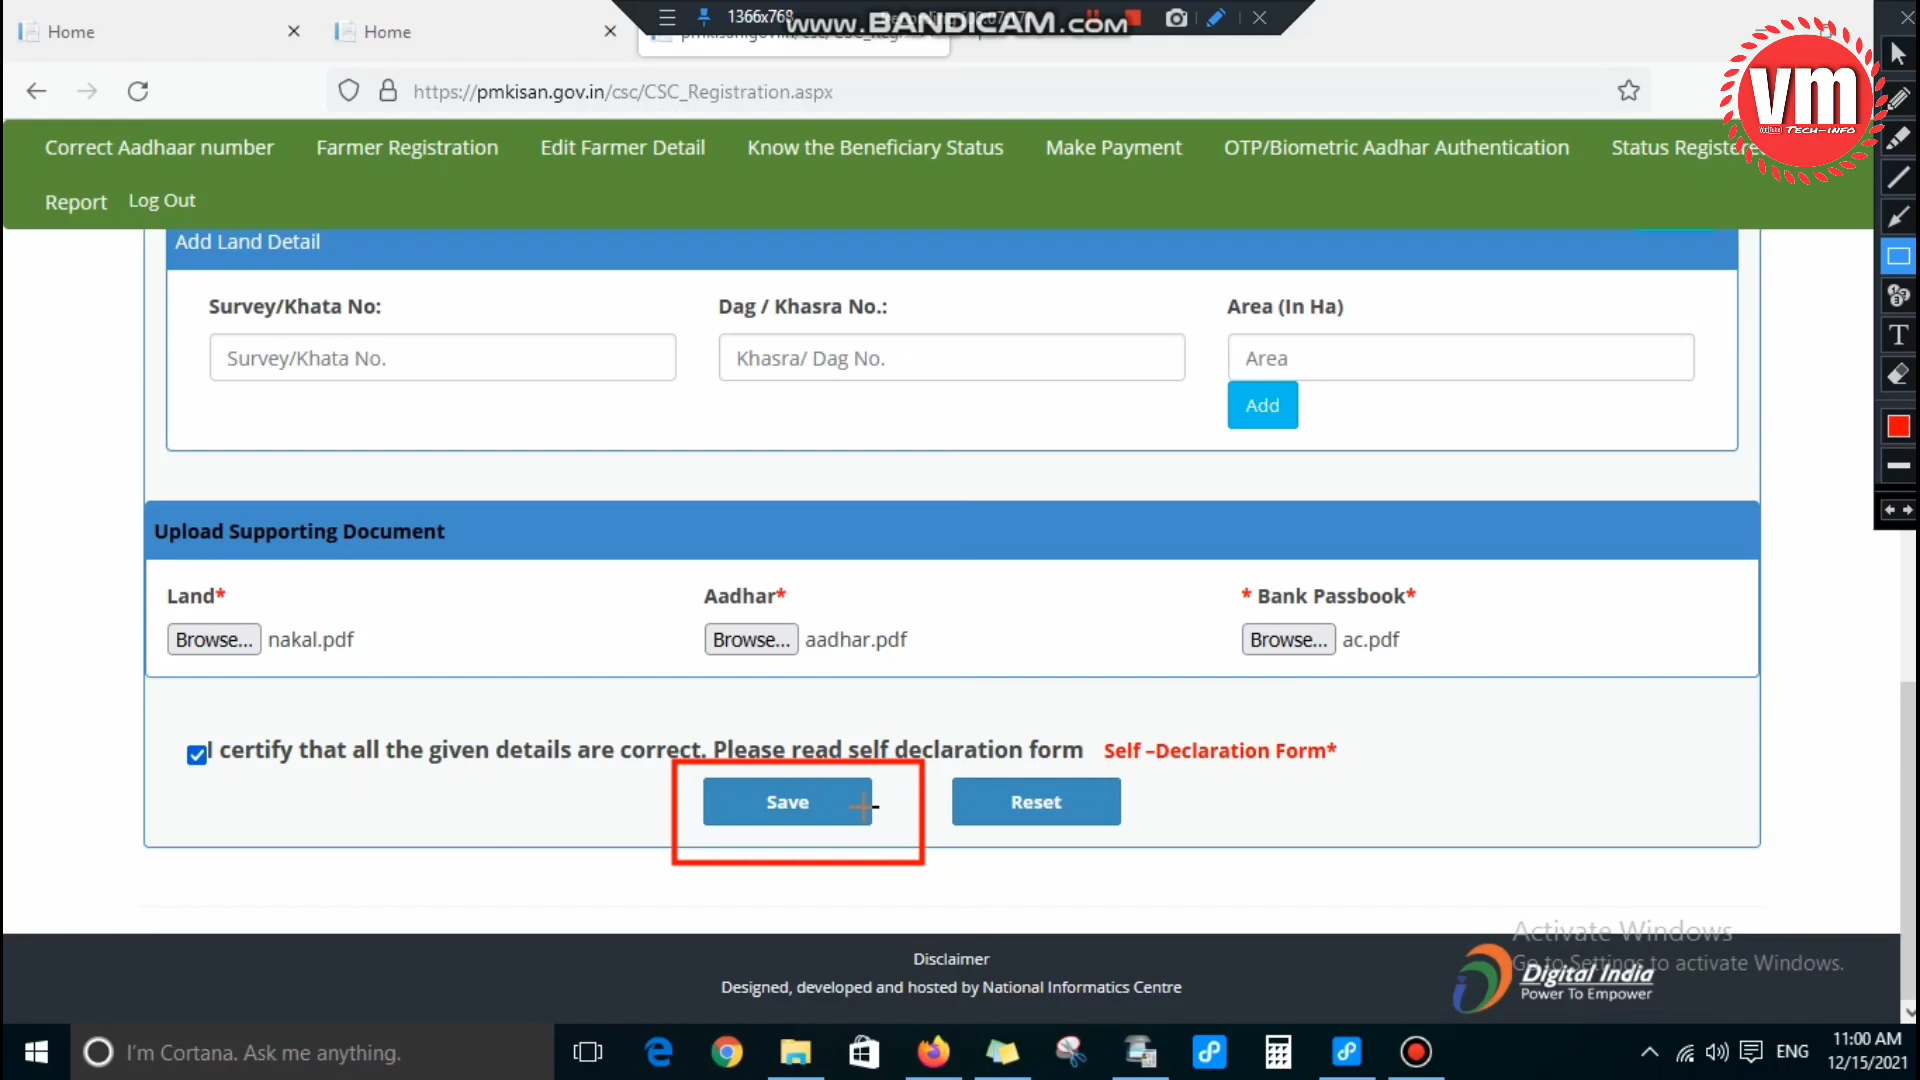 Home
Home
1366x768
www.BANDICAM.com
https://pmkisan.gov.in/csc/CSC_Registration.aspx
vm
TECH-INFO
Correct Aadhaar number Farmer Registration Edit Farmer Detail Know the Beneficiary Status Make Payment OTP/Biometric Aadhar Authentication Status
Report Log Out
Add Land Detail
Survey/Khata No: Dag / Khasra No.: Area (In Ha)
Survey/Khata No. Khasra/ Dag No. Area
Add
Upload Supporting Document
Land* Aadhar* * Bank Passbook*
Browse... nakal.pdf Browse... aadhar.pdf Browse... ac.pdf
I certify that all the given details are correct. Please read self declaration form Self –Declaration Form*
Save Reset
Activate Windows
Go to Settings to activate Windows.
Disclaimer
Designed, developed and hosted by National Informatics Centre
Digital India
Power To Empower
I'm Cortana. Ask me anything.
ENG
11:00 AM
12/15/2021